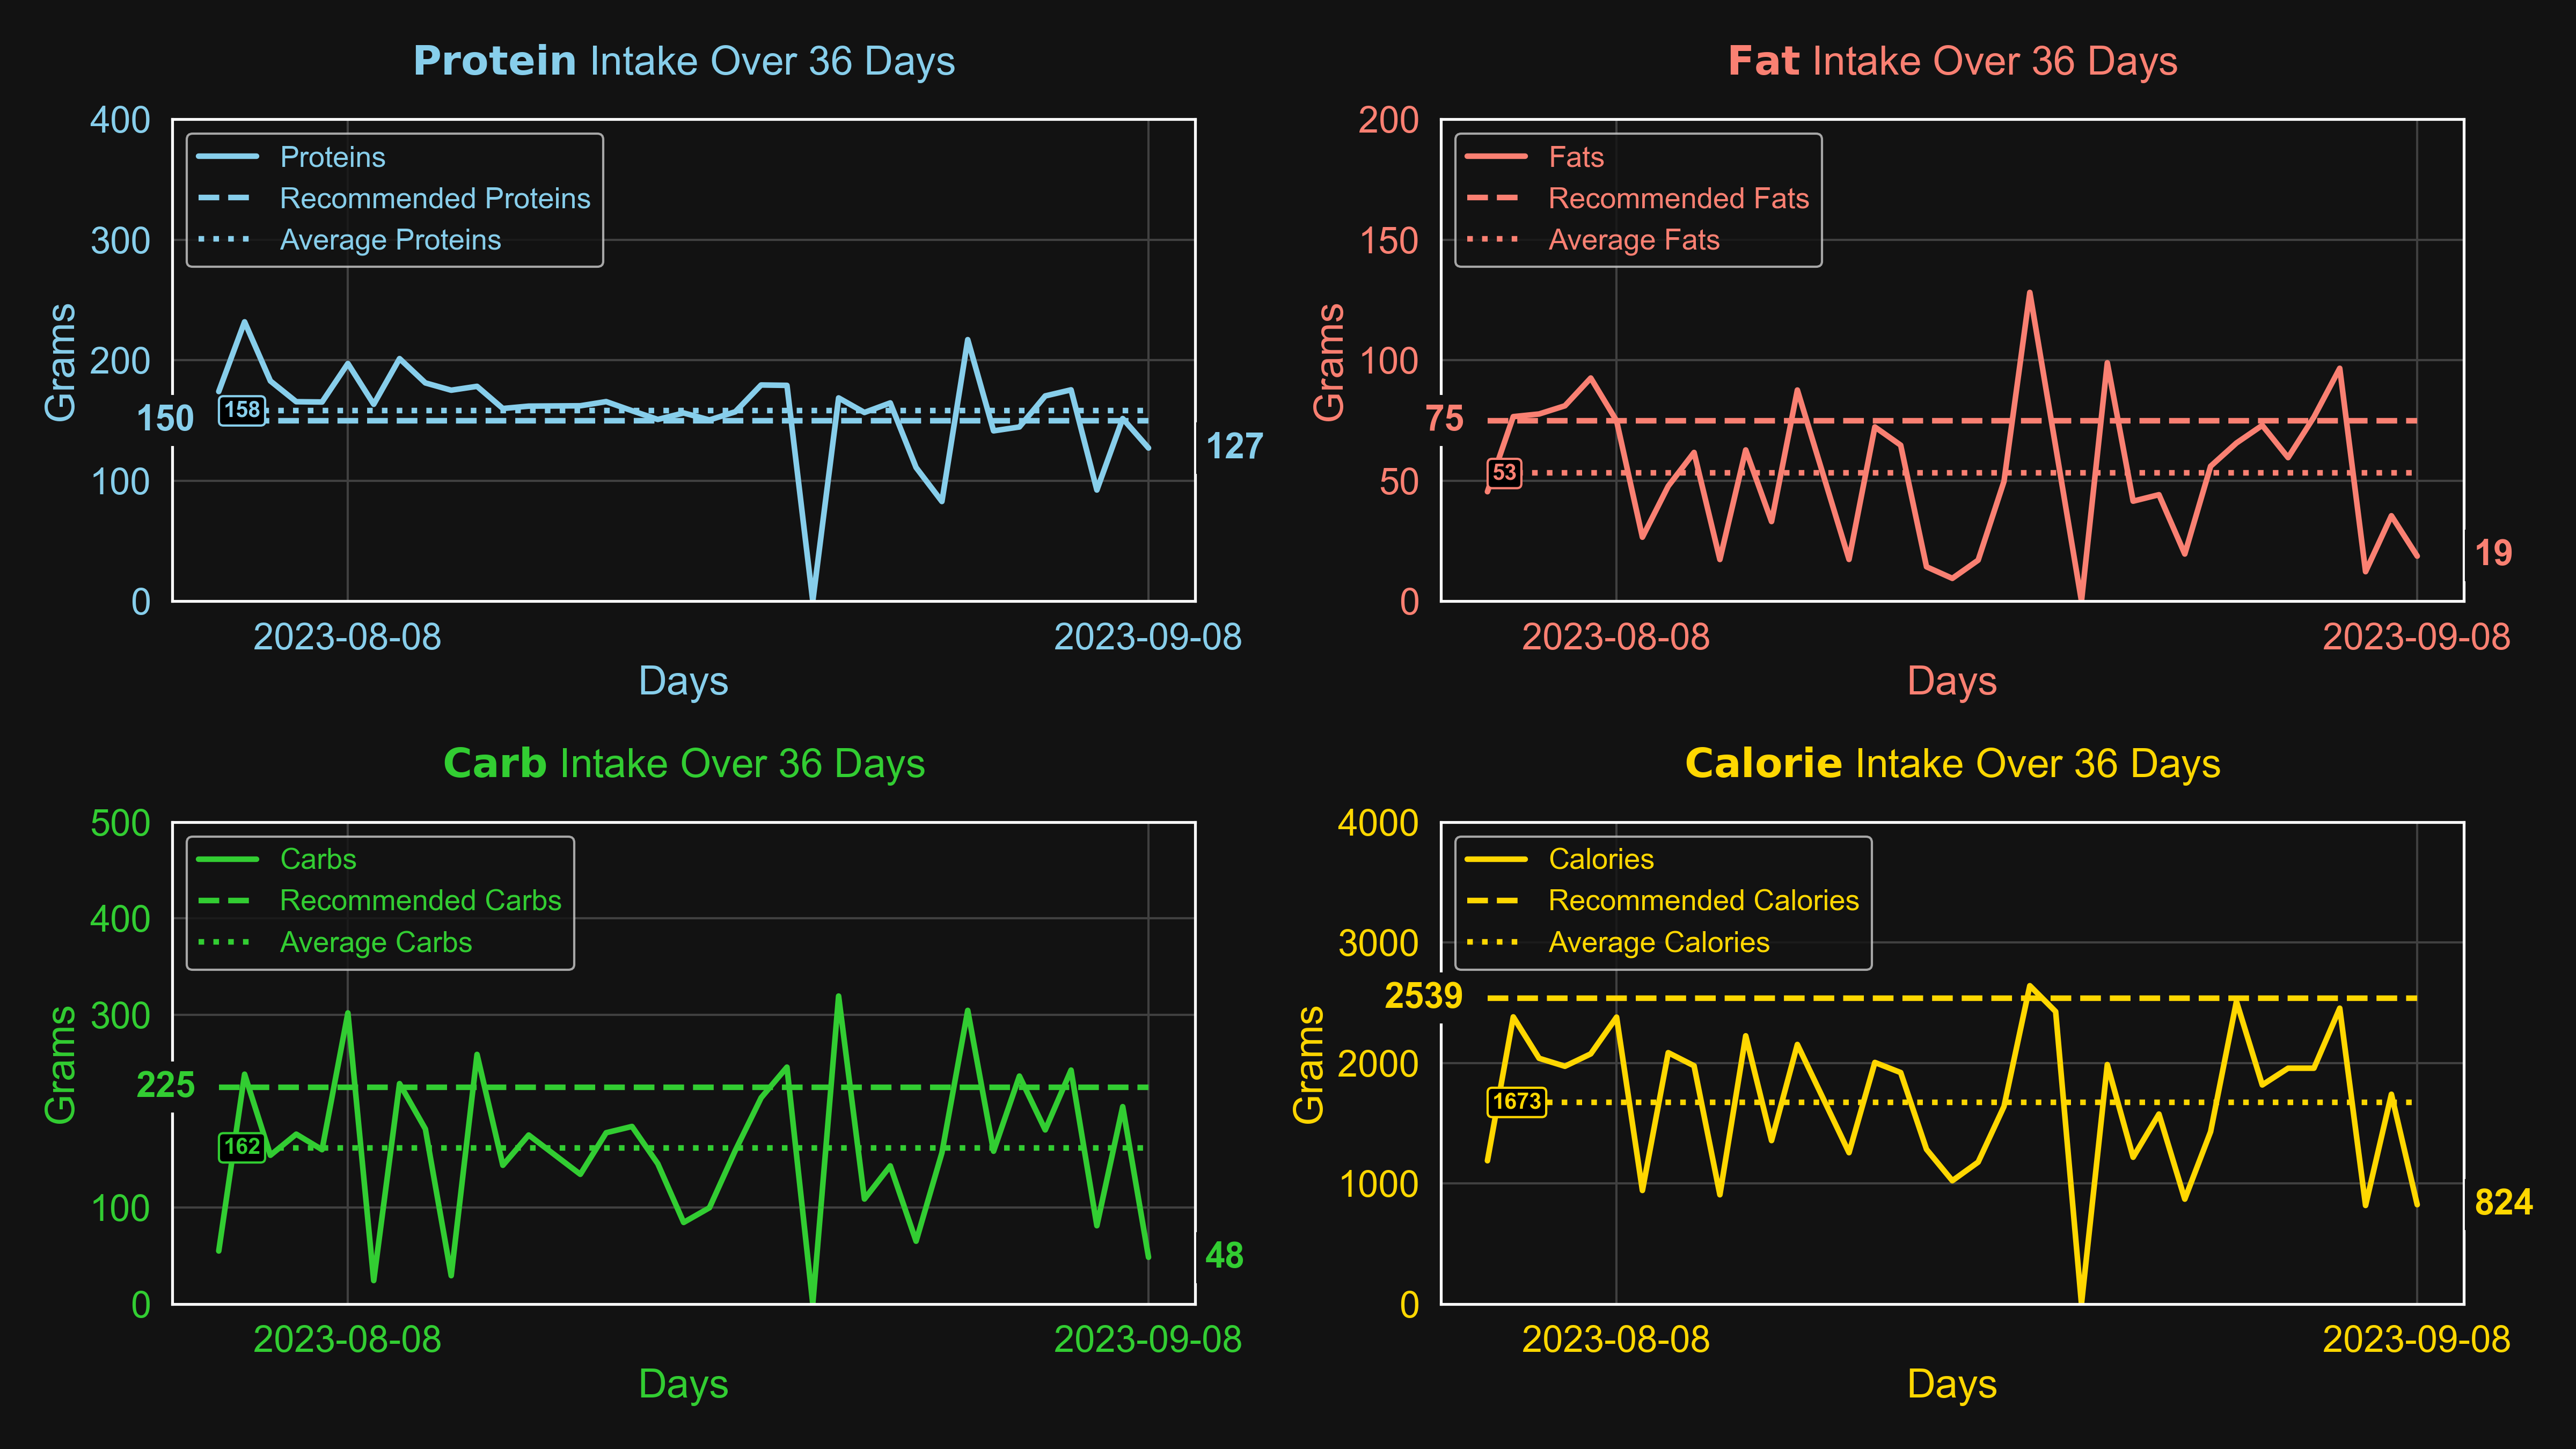 Protein Intake Over 36 Days
400
300
200
100
0
150
158
127
Grams
Proteins
Recommended Proteins
Average Proteins
2023-08-08
2023-09-08
Days
Fat Intake Over 36 Days
200
150
100
50
0
75
53
19
Grams
Fats
Recommended Fats
Average Fats
2023-08-08
2023-09-08
Days
Carb Intake Over 36 Days
500
400
300
100
0
225
162
48
Grams
Carbs
Recommended Carbs
Average Carbs
2023-08-08
2023-09-08
Days
Calorie Intake Over 36 Days
4000
3000
2000
1000
0
2539
1673
824
Grams
Calories
Recommended Calories
Average Calories
2023-08-08
2023-09-08
Days